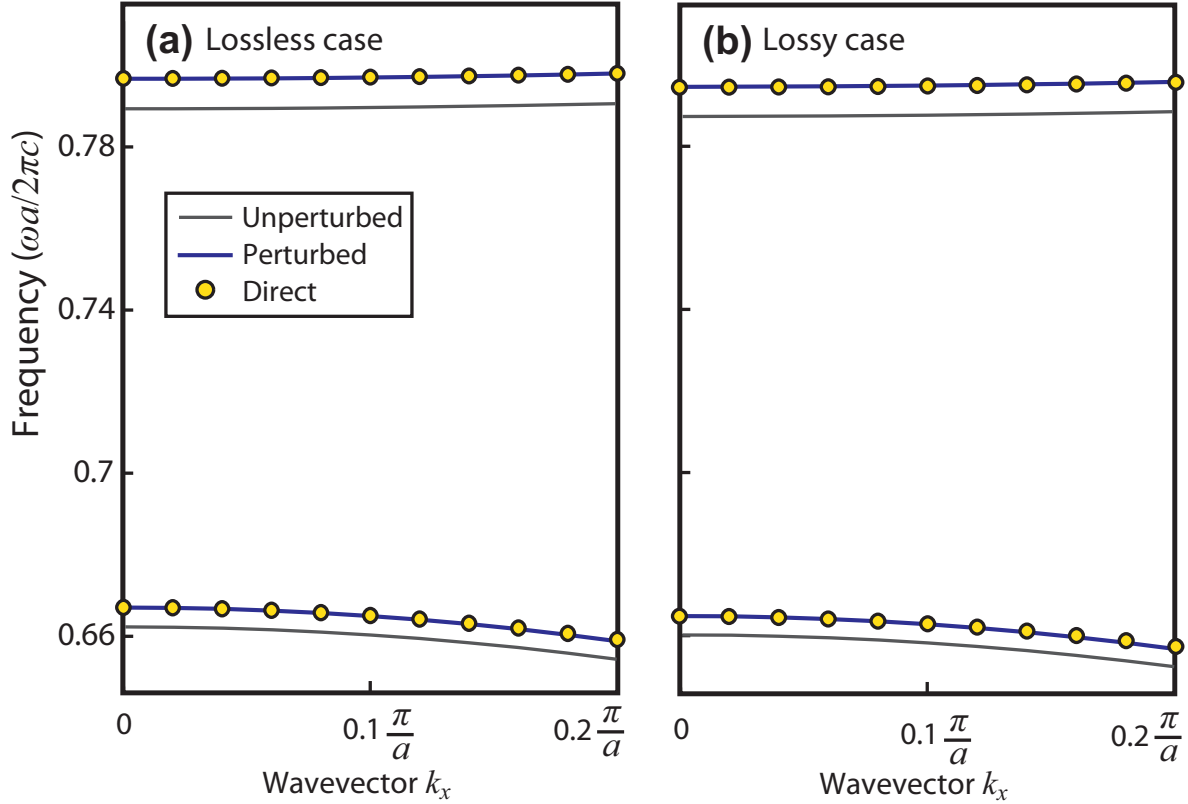 (a) Lossless case
(b) Lossy case
Frequency (ωa/2πc)
0.78
0.74
0.7
0.66
Unperturbed
Perturbed
Direct
0
0.1 π/a
0.2 π/a
Wavevector kₓ
0
0.1 π/a
0.2 π/a
Wavevector kₓ